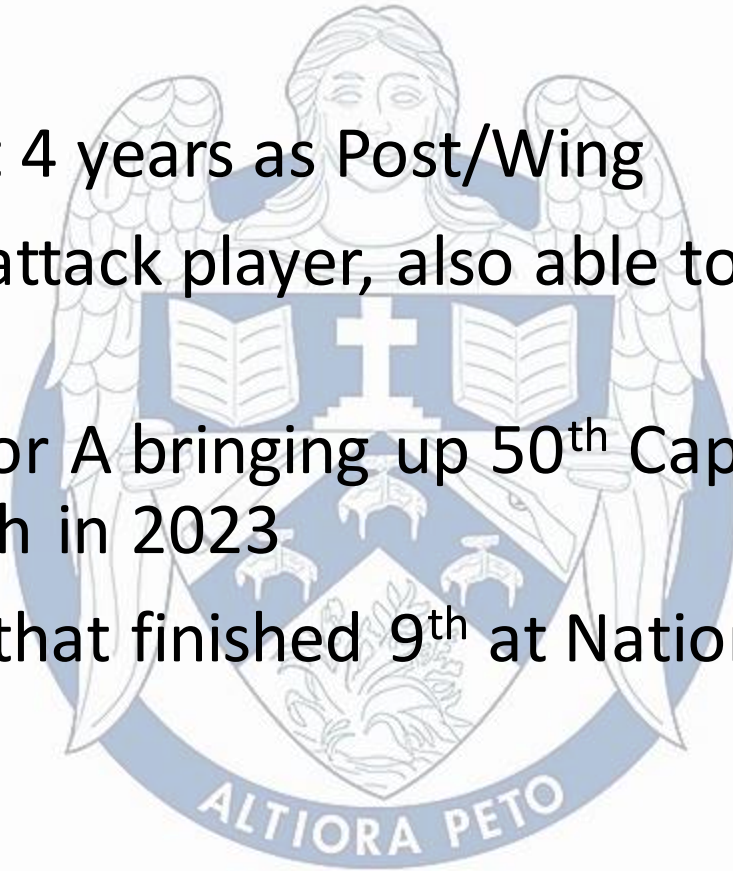 4 years as Post/Wing
attack player, also able to
or A bringing up 50th Cap
h in 2023
that finished 9th at Nation
ALTIORA PETO